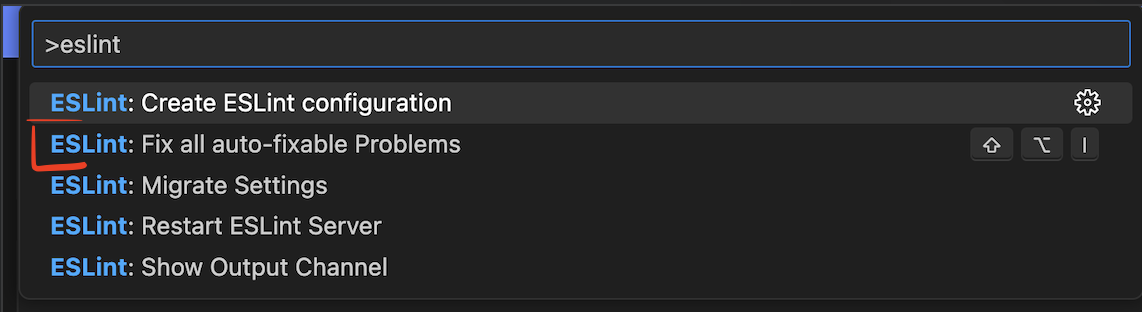 >eslint
ESLint: Create ESLint configuration
ESLint: Fix all auto-fixable Problems ⇧ ⌥ I
ESLint: Migrate Settings
ESLint: Restart ESLint Server
ESLint: Show Output Channel